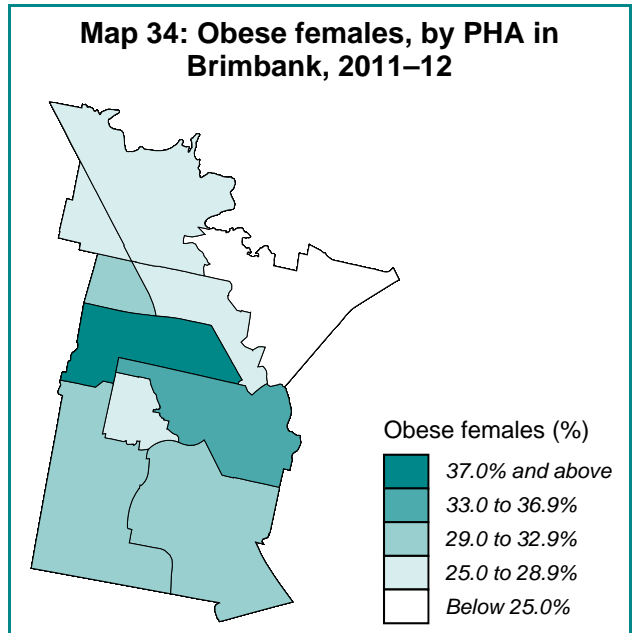 Map 34: Obese females, by PHA in
Brimbank, 2011–12
Obese females (%)
37.0% and above
33.0 to 36.9%
29.0 to 32.9%
25.0 to 28.9%
Below 25.0%